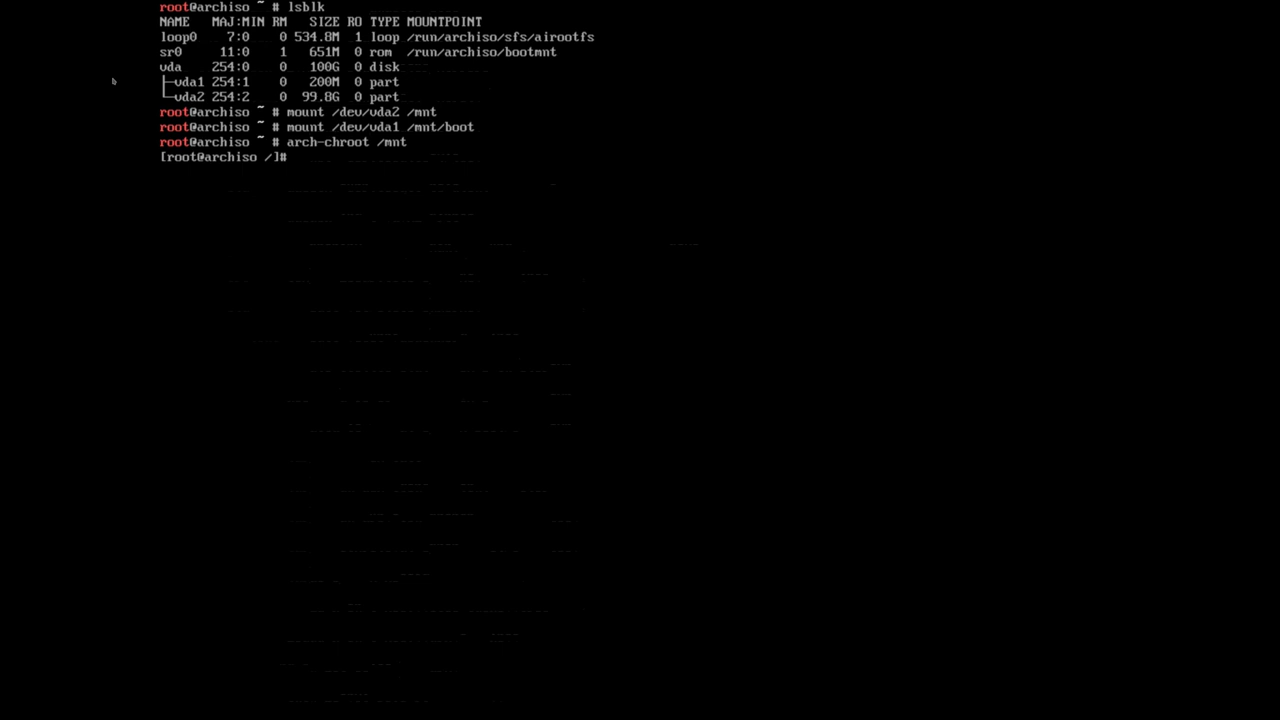 root@archiso ~ # lsblk
NAME   MAJ:MIN RM   SIZE RO TYPE MOUNTPOINT
loop0    7:0    0 534.8M  1 loop /run/archiso/sfs/airootfs
sr0     11:0    1   651M  0 rom  /run/archiso/bootmnt
vda    254:0    0   100G  0 disk
├─vda1 254:1    0   200M  0 part
└─vda2 254:2    0  99.8G  0 part
root@archiso ~ # mount /dev/vda2 /mnt
root@archiso ~ # mount /dev/vda1 /mnt/boot
root@archiso ~ # arch-chroot /mnt
[root@archiso /]#